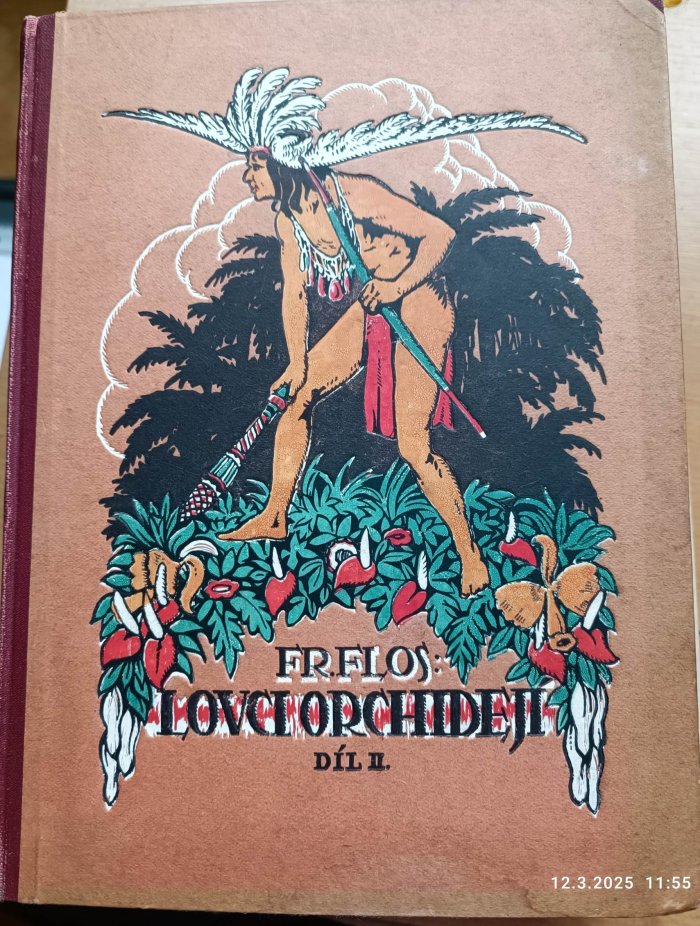 FR. FLOS:
LOVCI ORCHIDEJÍ
DÍL II.
12.3.2025 11:55